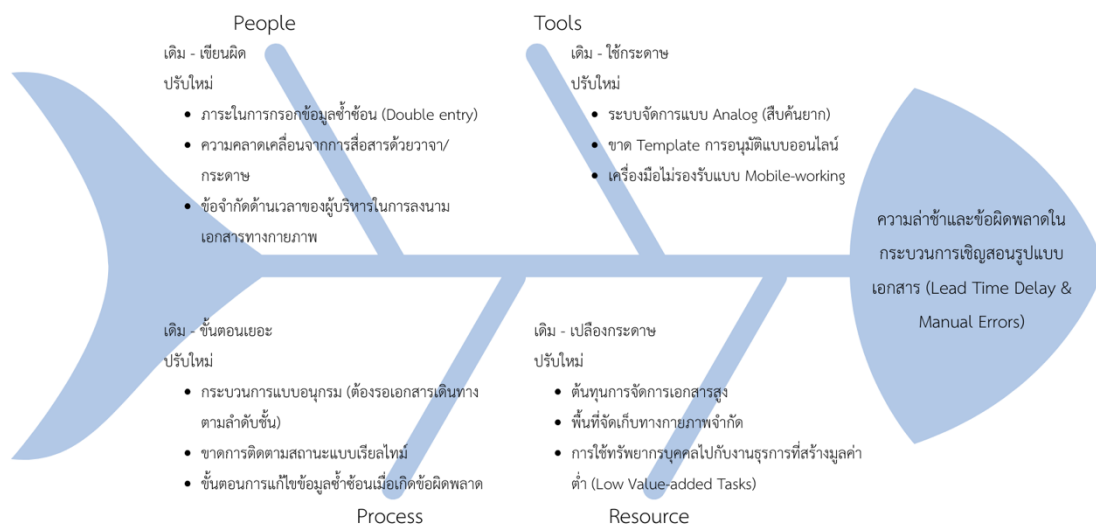 People
เดิม - เขียนผิด
ปรับใหม่
• ภาระในการกรอกข้อมูลซ้ำซ้อน (Double entry)
• ความคลาดเคลื่อนจากการสื่อสารด้วยวาจา/
กระดาษ
• ข้อจำกัดด้านเวลาของผู้บริหารในการลงนาม
เอกสารทางกายภาพ
Tools
เดิม - ใช้กระดาษ
ปรับใหม่
• ระบบจัดการแบบ Analog (สืบค้นยาก)
• ขาด Template การอนุมัติแบบออนไลน์
• เครื่องมือไม่รองรับแบบ Mobile-working
ความล่าช้าและข้อผิดพลาดใน
กระบวนการเชิญสอนรูปแบบ
เอกสาร (Lead Time Delay &
Manual Errors)
เดิม - ขั้นตอนเยอะ
ปรับใหม่
• กระบวนการแบบอนุกรม (ต้องรอเอกสารเดินทาง
ตามลำดับชั้น)
• ขาดการติดตามสถานะแบบเรียลไทม์
• ขั้นตอนการแก้ไขข้อมูลซ้ำซ้อนเมื่อเกิดข้อผิดพลาด
Process
เดิม - เปลืองกระดาษ
ปรับใหม่
• ต้นทุนการจัดการเอกสารสูง
• พื้นที่จัดเก็บทางกายภาพจำกัด
• การใช้ทรัพยากรบุคคลไปกับงานธุรการที่สร้างมูลค่า
ต่ำ (Low Value-added Tasks)
Resource